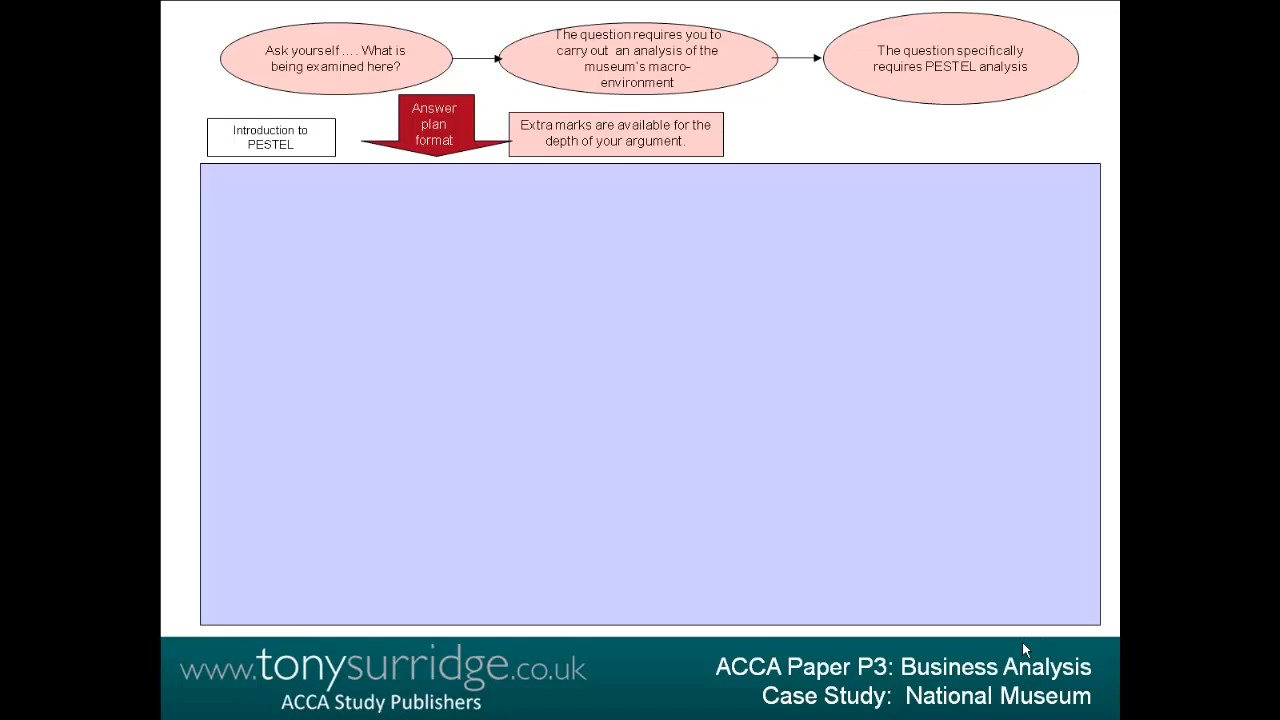 Ask yourself .... What is
being examined here?
The question requires you to
carry out an analysis of the
museum's macro-
environment
The question specifically
requires PESTEL analysis
Answer
plan
format
Introduction to
PESTEL
Extra marks are available for the
depth of your argument.
www.tonysurridge.co.uk
ACCA Study Publishers
ACCA Paper P3: Business Analysis
Case Study: National Museum